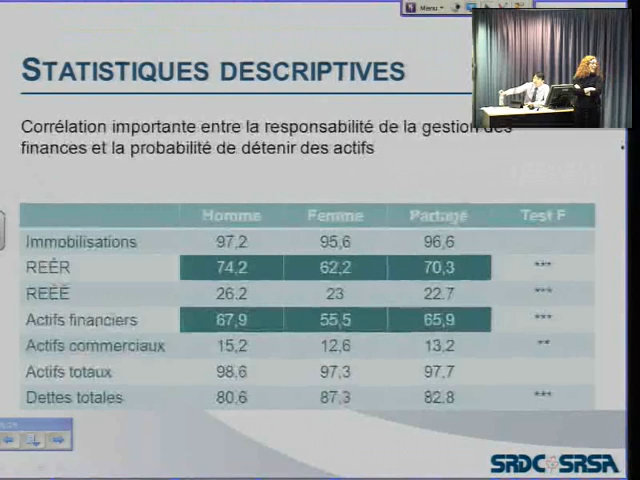 Menu
STATISTIQUES DESCRIPTIVES
Corrélation importante entre la responsabilité de la gestion des
finances et la probabilité de détenir des actifs
Homme Femme Partagé Test F
Immobilisations 97,2 95,6 96,6
REÉR 74,2 62,2 70,3 ***
REÉÉ 26.2 23 22.7 ***
Actifs financiers 67,9 55,5 65,9 ***
Actifs commerciaux 15,2 12,6 13,2 **
Actifs totaux 98,6 97,3 97,7
Dettes totales 80,6 87,3 82,8 ***
SRDC SRSA